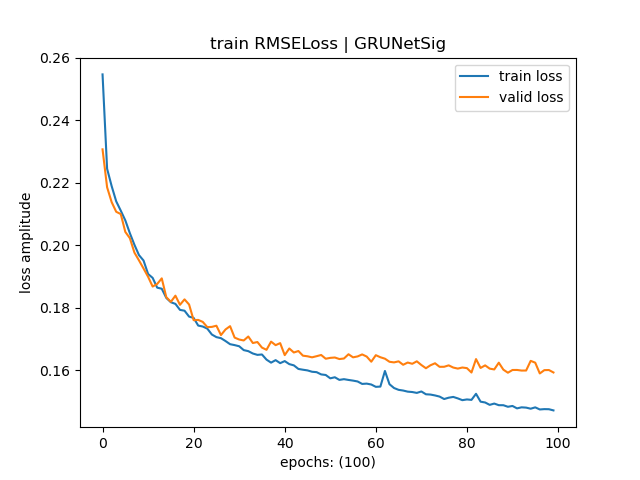 train RMSELoss | GRUNetSig
train loss
valid loss
loss amplitude
0.26
0.24
0.22
0.20
0.18
0.16
0 20 40 60 80 100
epochs: (100)